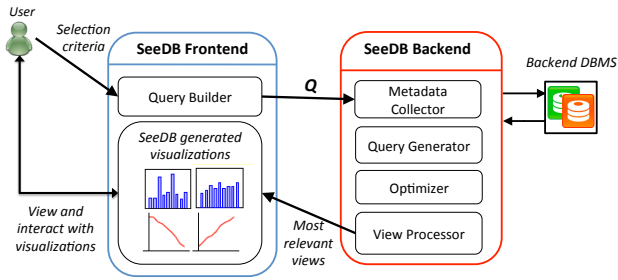 User
Selection
criteria
SeeDB Frontend
SeeDB Backend
Backend DBMS
Query Builder
Q
Metadata
Collector
SeeDB generated
visualizations
Query Generator
Optimizer
View Processor
View and
interact with
visualizations
Most
relevant
views